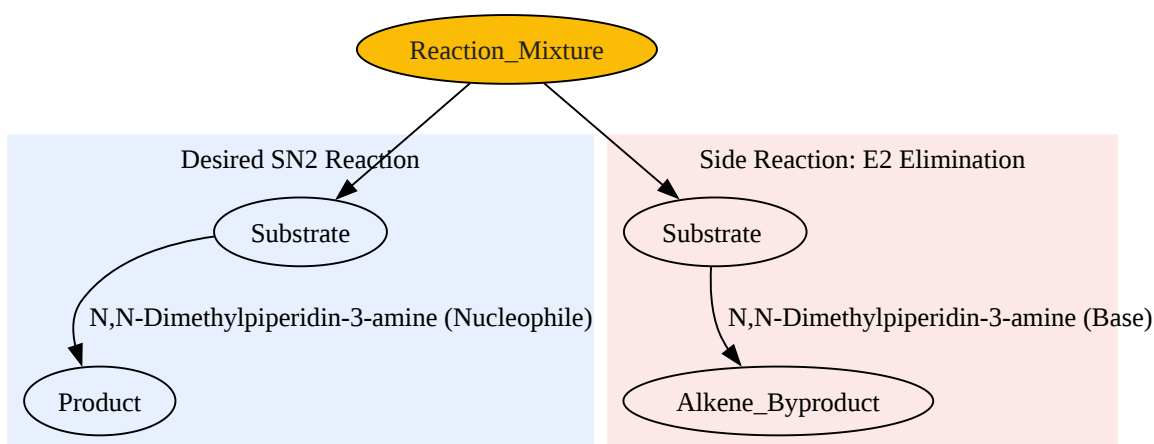 Reaction_Mixture
Desired SN2 Reaction
Side Reaction: E2 Elimination
Substrate
Substrate
N,N-Dimethylpiperidin-3-amine (Nucleophile)
N,N-Dimethylpiperidin-3-amine (Base)
Product
Alkene_Byproduct